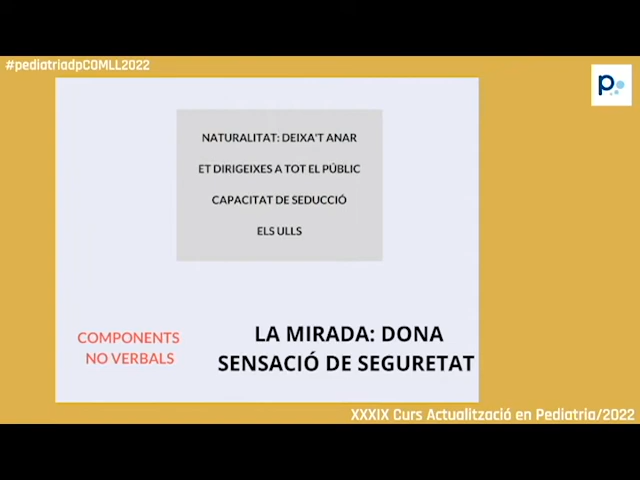 #pediatriadpCOMLL2022
p
NATURALITAT: DEIXA'T ANAR
ET DIRIGEIXES A TOT EL PÚBLIC
CAPACITAT DE SEDUCCIÓ
ELS ULLS
COMPONENTS
NO VERBALS
LA MIRADA: DONA
SENSACIÓ DE SEGURETAT
XXXIX Curs Actualització en Pediatria/2022